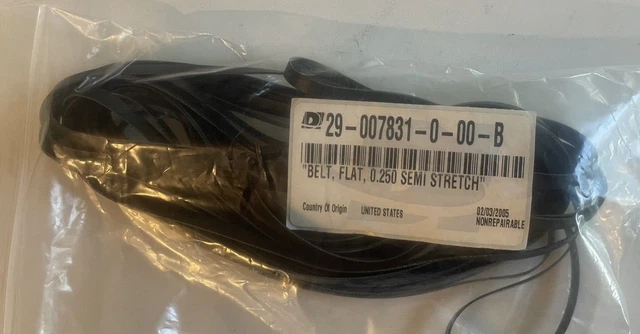 D 29-007831-0-00-B
"BELT, FLAT, 0.250 SEMI STRETCH"
Country Of Origin UNITED STATES
02/03/2005
NONREPAIRABLE